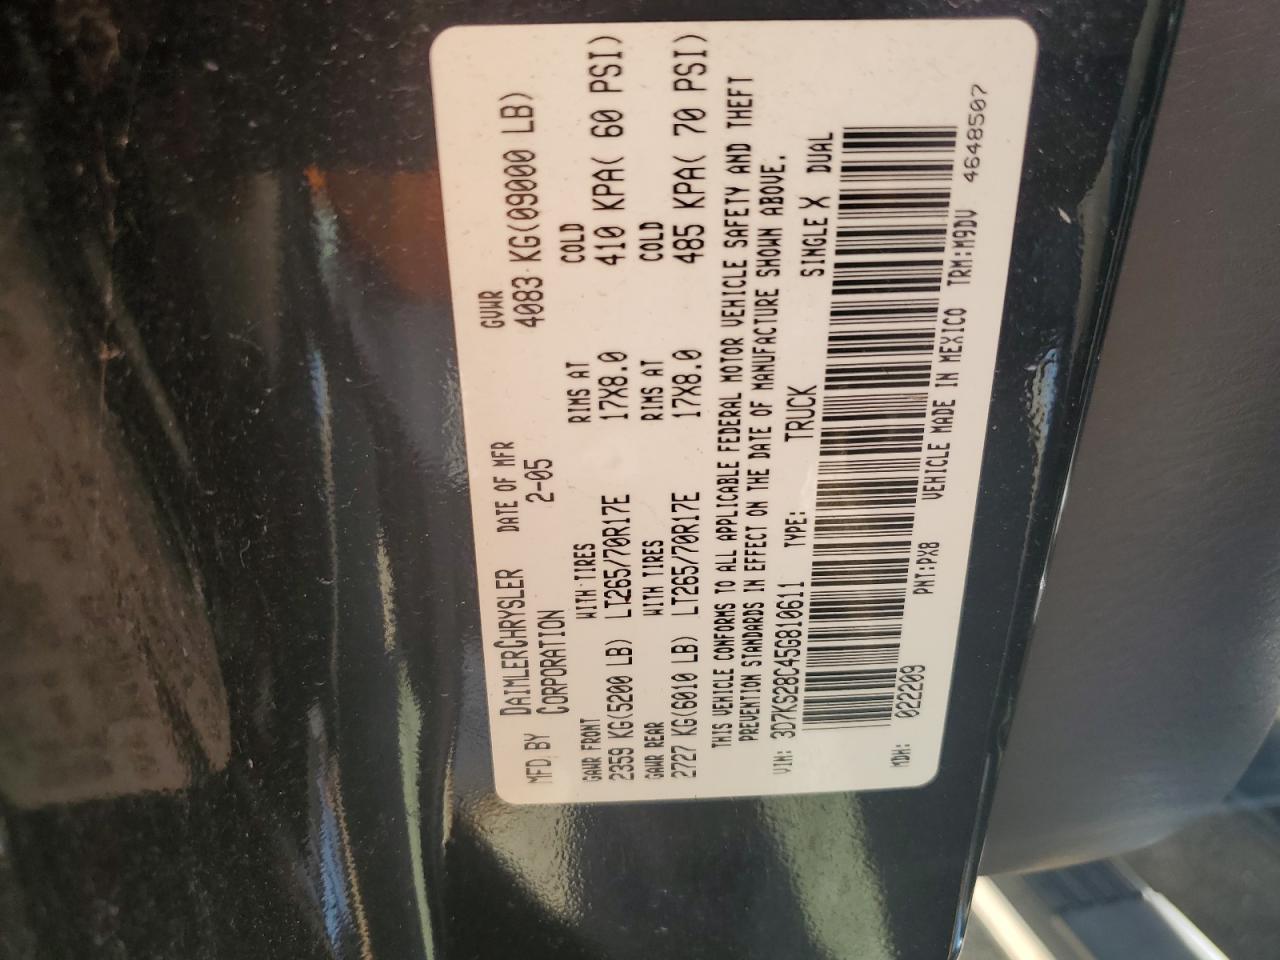 MFD BY DAIMLERCHRYSLER CORPORATION DATE OF MFR 2-05 GVWR 4083 KG(09000 LB)
GAWR FRONT WITH TIRES RIMS AT COLD
2359 KG(5200 LB) LT265/70R17E 17X8.0 410 KPA( 60 PSI)
GAWR REAR WITH TIRES RIMS AT COLD
2727 KG(6010 LB) LT265/70R17E 17X8.0 485 KPA( 70 PSI)
THIS VEHICLE CONFORMS TO ALL APPLICABLE FEDERAL MOTOR VEHICLE SAFETY AND THEFT
PREVENTION STANDARDS IN EFFECT ON THE DATE OF MANUFACTURE SHOWN ABOVE.
VIN: 3D7KS28C45G810611 TYPE: TRUCK SINGLE X DUAL
MDH: 022209 PNT:PX8 VEHICLE MADE IN MEXICO TRM:M9DV 4648507